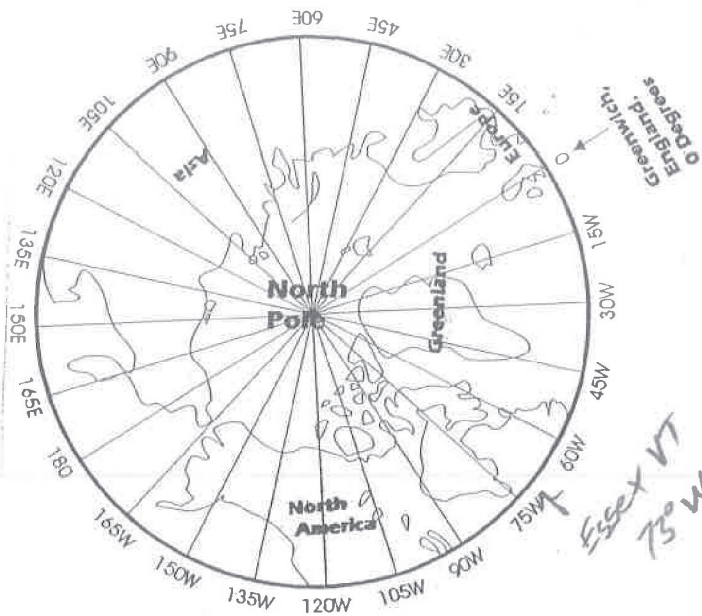 60E
45E
30E
15E
0
Greenwich,
England,
0 Degrees
15W
30W
45W
60W
75W
90W
105W
120W
135W
150W
165W
180
165E
150E
135E
120E
105E
90E
75E
Europe
Asia
North
Pole
Greenland
North
America
Essex VT
73° W